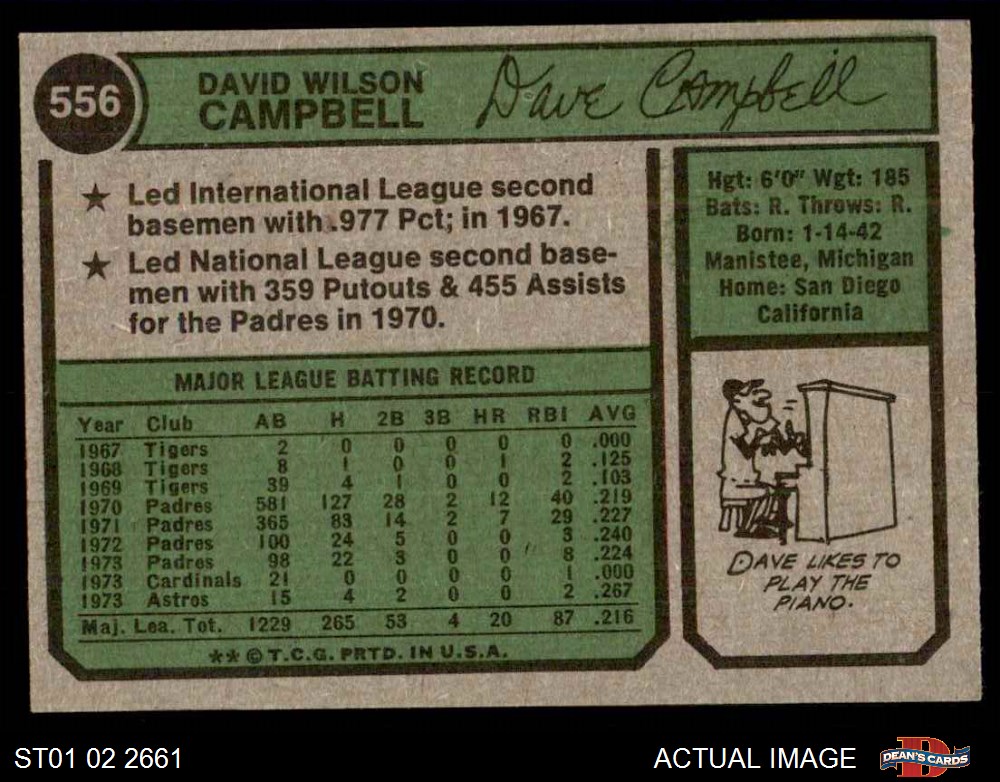 556
DAVID WILSON
CAMPBELL
Dave Campbell
★ Led International League second
basemen with .977 Pct; in 1967.
★ Led National League second base-
men with 359 Putouts & 455 Assists
for the Padres in 1970.
Hgt: 6'0" Wgt: 185
Bats: R. Throws: R.
Born: 1-14-42
Manistee, Michigan
Home: San Diego
California
MAJOR LEAGUE BATTING RECORD
Year Club AB H 2B 3B HR RBI AVG
1967 Tigers 2 0 0 0 0 0 .000
1968 Tigers 8 1 0 0 1 2 .125
1969 Tigers 39 4 1 0 0 2 .103
1970 Padres 581 127 28 2 12 40 .219
1971 Padres 365 83 14 2 7 29 .227
1972 Padres 100 24 5 0 0 3 .240
1973 Padres 98 22 3 0 0 8 .224
1973 Cardinals 21 0 0 0 0 1 .000
1973 Astros 15 4 2 0 0 2 .267
Maj. Lea. Tot. 1229 265 53 4 20 87 .216
** © T.C.G. PRTD. IN U.S.A.
DAVE LIKES TO
PLAY THE
PIANO.
ST01 02 2661
ACTUAL IMAGE
DEAN'S CARDS